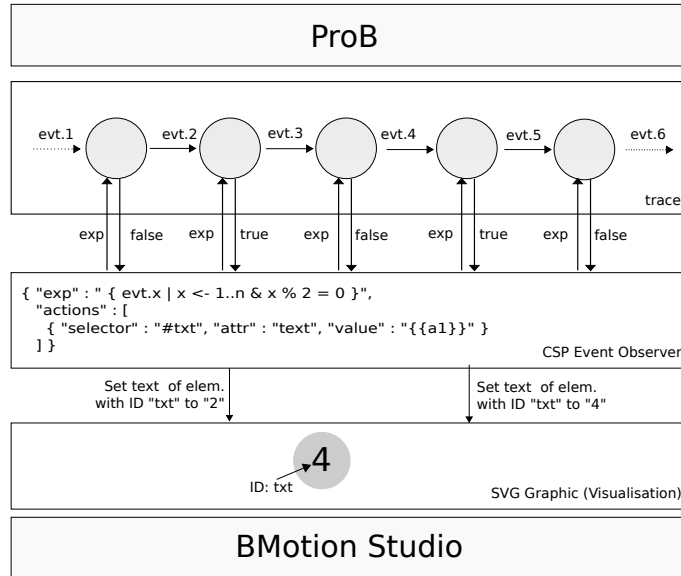 ProB
evt.1 evt.2 evt.3 evt.4 evt.5 evt.6
trace
exp false exp true exp false exp true exp false
{ "exp" : " { evt.x | x <- 1..n & x % 2 = 0 }",
"actions" : [
{ "selector" : "#txt", "attr" : "text", "value" : "{{a1}}" }
] }
CSP Event Observer
Set text of elem.
with ID "txt" to "2"
Set text of elem.
with ID "txt" to "4"
4
ID: txt
SVG Graphic (Visualisation)
BMotion Studio